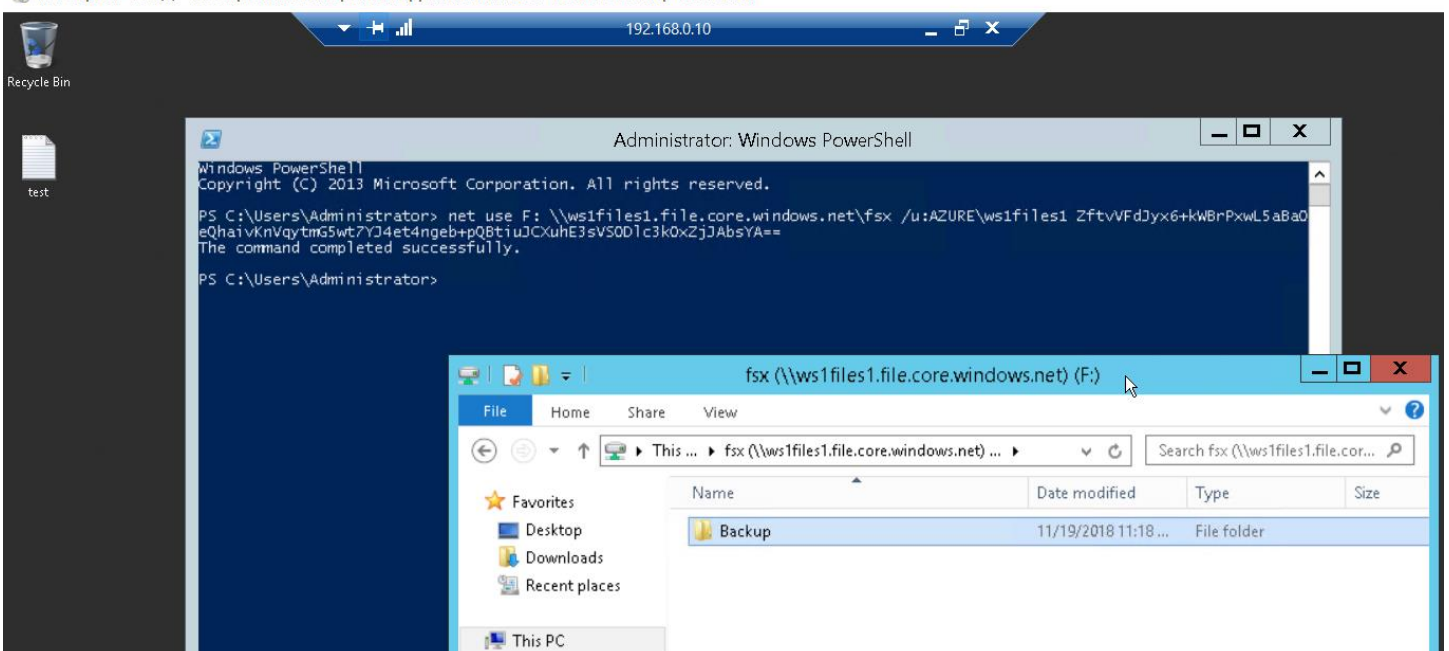 192.168.0.10
Recycle Bin
test
Administrator: Windows PowerShell
Windows PowerShell
Copyright (C) 2013 Microsoft Corporation. All rights reserved.
PS C:\Users\Administrator> net use F: \\ws1files1.file.core.windows.net\fsx /u:AZURE\ws1files1 ZftvVFdJyx6+kWBrPxwL5aBaO
eQhaivKnVqytmG5wt7YJ4et4ngeb+pQBtiuJCXuhE3sVSODlc3kOxZjJAbsYA==
The command completed successfully.
PS C:\Users\Administrator>
fsx (\\ws1files1.file.core.windows.net) (F:)
File Home Share View
This ... fsx (\\ws1files1.file.core.windows.net) ...
Search fsx (\\ws1files1.file.cor...
Name Date modified Type Size
Favorites
Desktop
Downloads
Recent places
This PC
Backup 11/19/2018 11:18 ... File folder